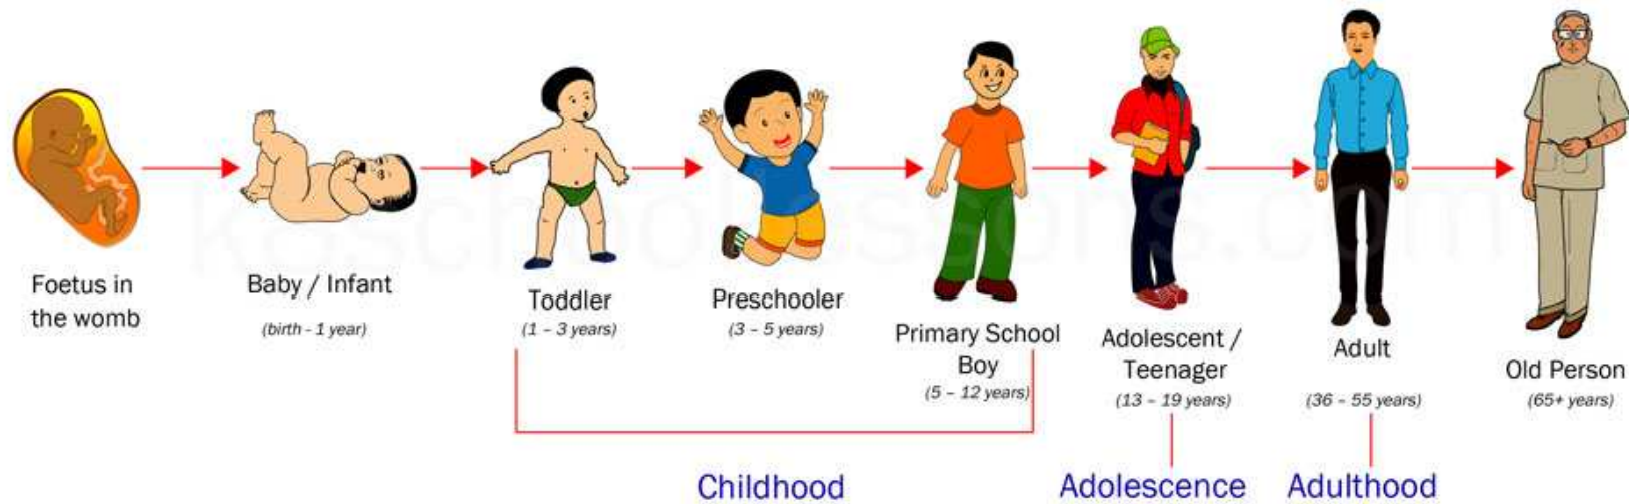 Foetus in
the womb
Baby / Infant
(birth - 1 year)
Toddler
(1 – 3 years)
Preschooler
(3 – 5 years)
Primary School
Boy
(5 – 12 years)
Adolescent /
Teenager
(13 – 19 years)
Adult
(36 – 55 years)
Old Person
(65+ years)
Childhood
Adolescence
Adulthood
k8schoollessons.com